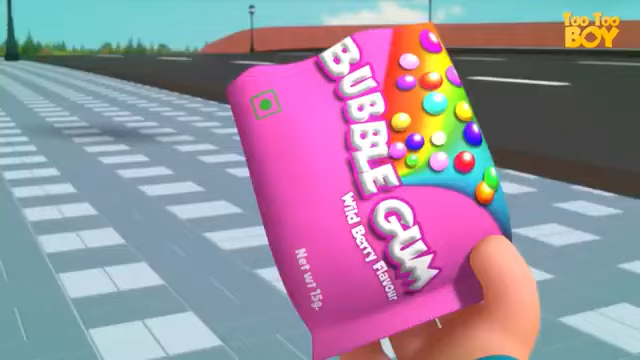 Too Too
BOY
BUBBLE GUM
Wild Berry Flavour
Net wt 15g.